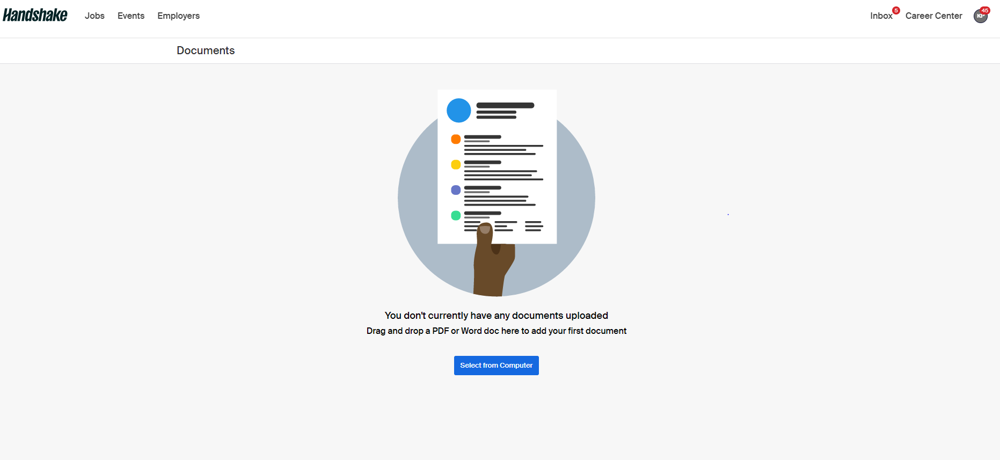 Handshake Jobs Events Employers Inbox 5 Career Center KP 45
Documents
You don't currently have any documents uploaded
Drag and drop a PDF or Word doc here to add your first document
Select from Computer